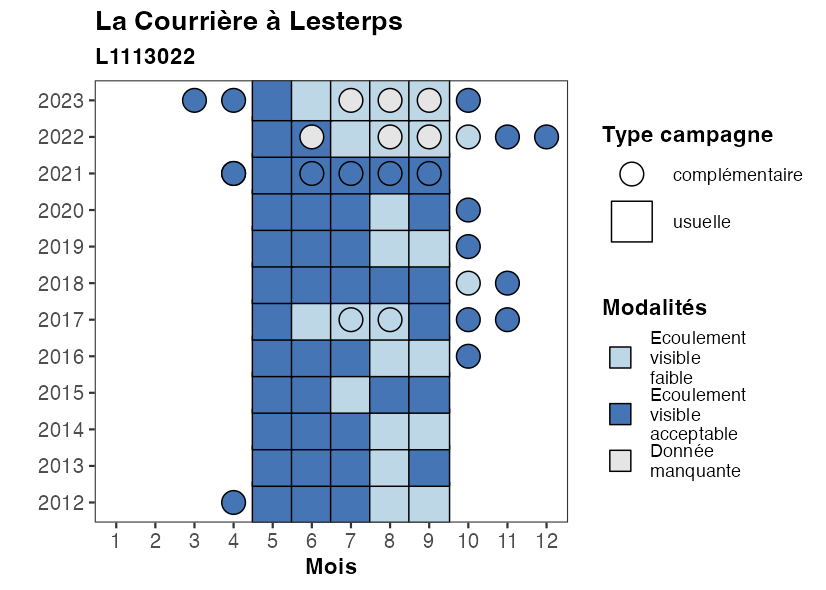 La Courrière à Lesterps
L1113022
2023
2022
2021
2020
2019
2018
2017
2016
2015
2014
2013
2012
1 2 3 4 5 6 7 8 9 10 11 12
Mois
Type campagne
complémentaire
usuelle
Modalités
Ecoulement
visible
faible
Ecoulement
visible
acceptable
Donnée
manquante